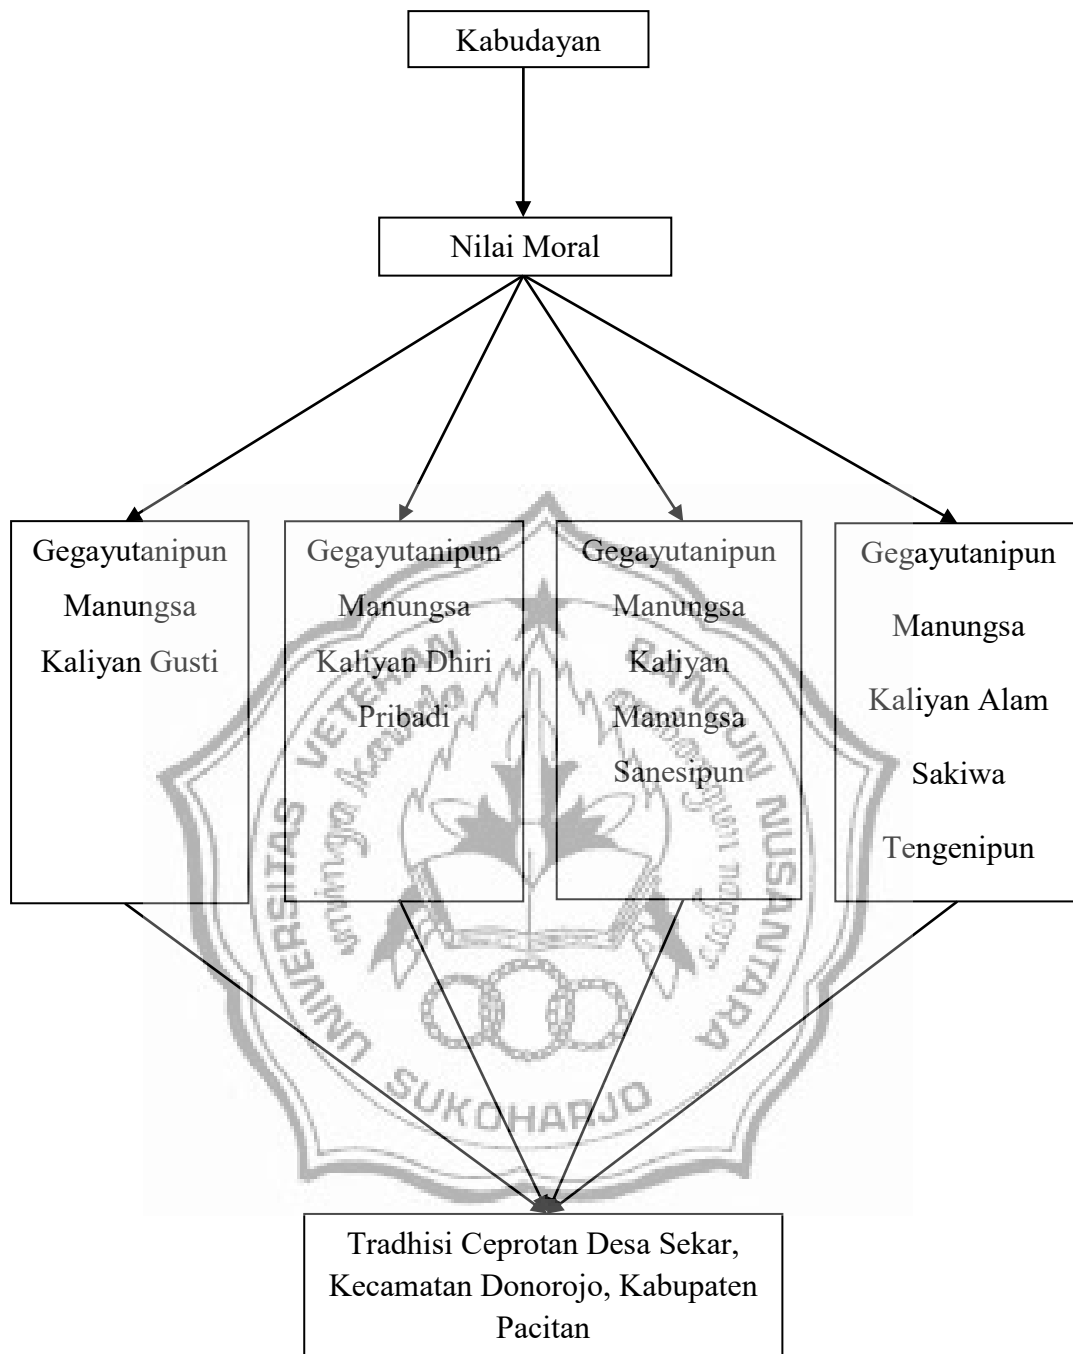 Kabudayan
Nilai Moral
Gegayutanipun
Manungsa
Kaliyan Gusti
Gegayutanipun
Manungsa
Kaliyan Dhiri
Pribadi
Gegayutanipun
Manungsa
Kaliyan
Manungsa
Sanesipun
Gegayutanipun
Manungsa
Kaliyan Alam
Sakiwa
Tengenipun
UNIVERSITAS VETERAN BANGUN NUSANTARA
SUKOHARJO
Tradhisi Ceprotan Desa Sekar,
Kecamatan Donorojo, Kabupaten
Pacitan